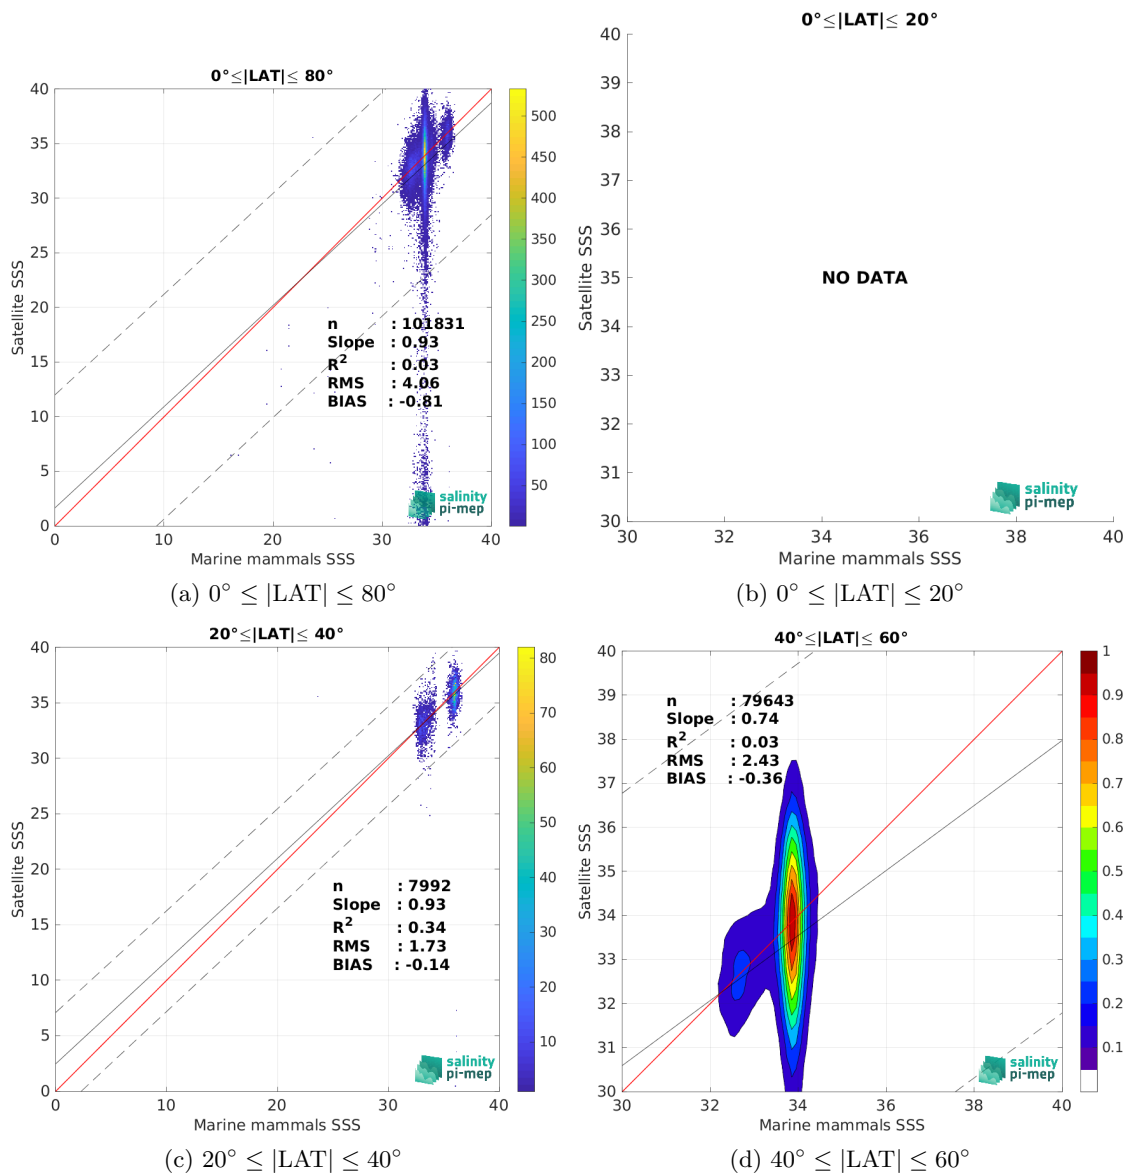 0°≤|LAT|≤ 80°
40
35
30
25
20
15
10
5
0
Satellite SSS
n : 101831
Slope : 0.93
R² : 0.03
RMS : 4.06
BIAS : -0.81
salinity
pi-mep
0 10 20 30 40
Marine mammals SSS
500
450
400
350
300
250
200
150
100
50
(a) 0° ≤ |LAT| ≤ 80°
0°≤|LAT|≤ 20°
40
39
38
37
36
35
34
33
32
31
30
Satellite SSS
NO DATA
salinity
pi-mep
30 32 34 36 38 40
Marine mammals SSS
(b) 0° ≤ |LAT| ≤ 20°
20°≤|LAT|≤ 40°
40
35
30
25
20
15
10
5
0
Satellite SSS
n : 7992
Slope : 0.93
R² : 0.34
RMS : 1.73
BIAS : -0.14
salinity
pi-mep
0 10 20 30 40
Marine mammals SSS
80
70
60
50
40
30
20
10
(c) 20° ≤ |LAT| ≤ 40°
40°≤|LAT|≤ 60°
40
39
38
37
36
35
34
33
32
31
30
Satellite SSS
n : 79643
Slope : 0.74
R² : 0.03
RMS : 2.43
BIAS : -0.36
salinity
pi-mep
30 32 34 36 38 40
Marine mammals SSS
1
0.9
0.8
0.7
0.6
0.5
0.4
0.3
0.2
0.1
(d) 40° ≤ |LAT| ≤ 60°